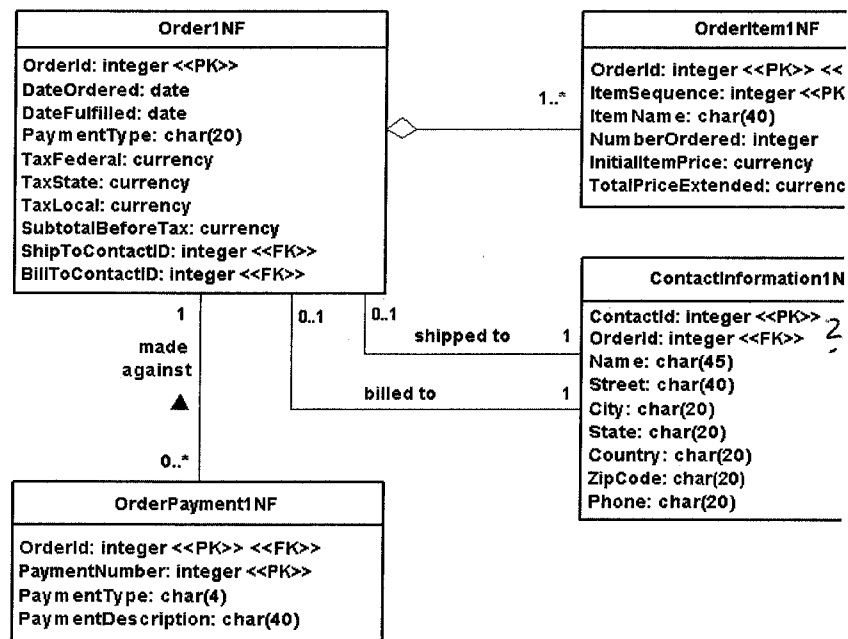 Order1NF
OrderId: integer <<PK>>
DateOrdered: date
DateFulfilled: date
PaymentType: char(20)
TaxFederal: currency
TaxState: currency
TaxLocal: currency
SubtotalBeforeTax: currency
ShipToContactID: integer <<FK>>
BillToContactID: integer <<FK>>
OrderItem1NF
OrderId: integer <<PK>> <<
ItemSequence: integer <<PK
ItemName: char(40)
NumberOrdered: integer
InitialItemPrice: currency
TotalPriceExtended: currenc
1..*
ContactInformation1N
ContactId: integer <<PK>>
OrderId: integer <<FK>> ?
Name: char(45)
Street: char(40)
City: char(20)
State: char(20)
Country: char(20)
ZipCode: char(20)
Phone: char(20)
1
0..1
0..1
shipped to
1
billed to
1
made
against
0..*
OrderPayment1NF
OrderId: integer <<PK>> <<FK>>
PaymentNumber: integer <<PK>>
PaymentType: char(4)
PaymentDescription: char(40)